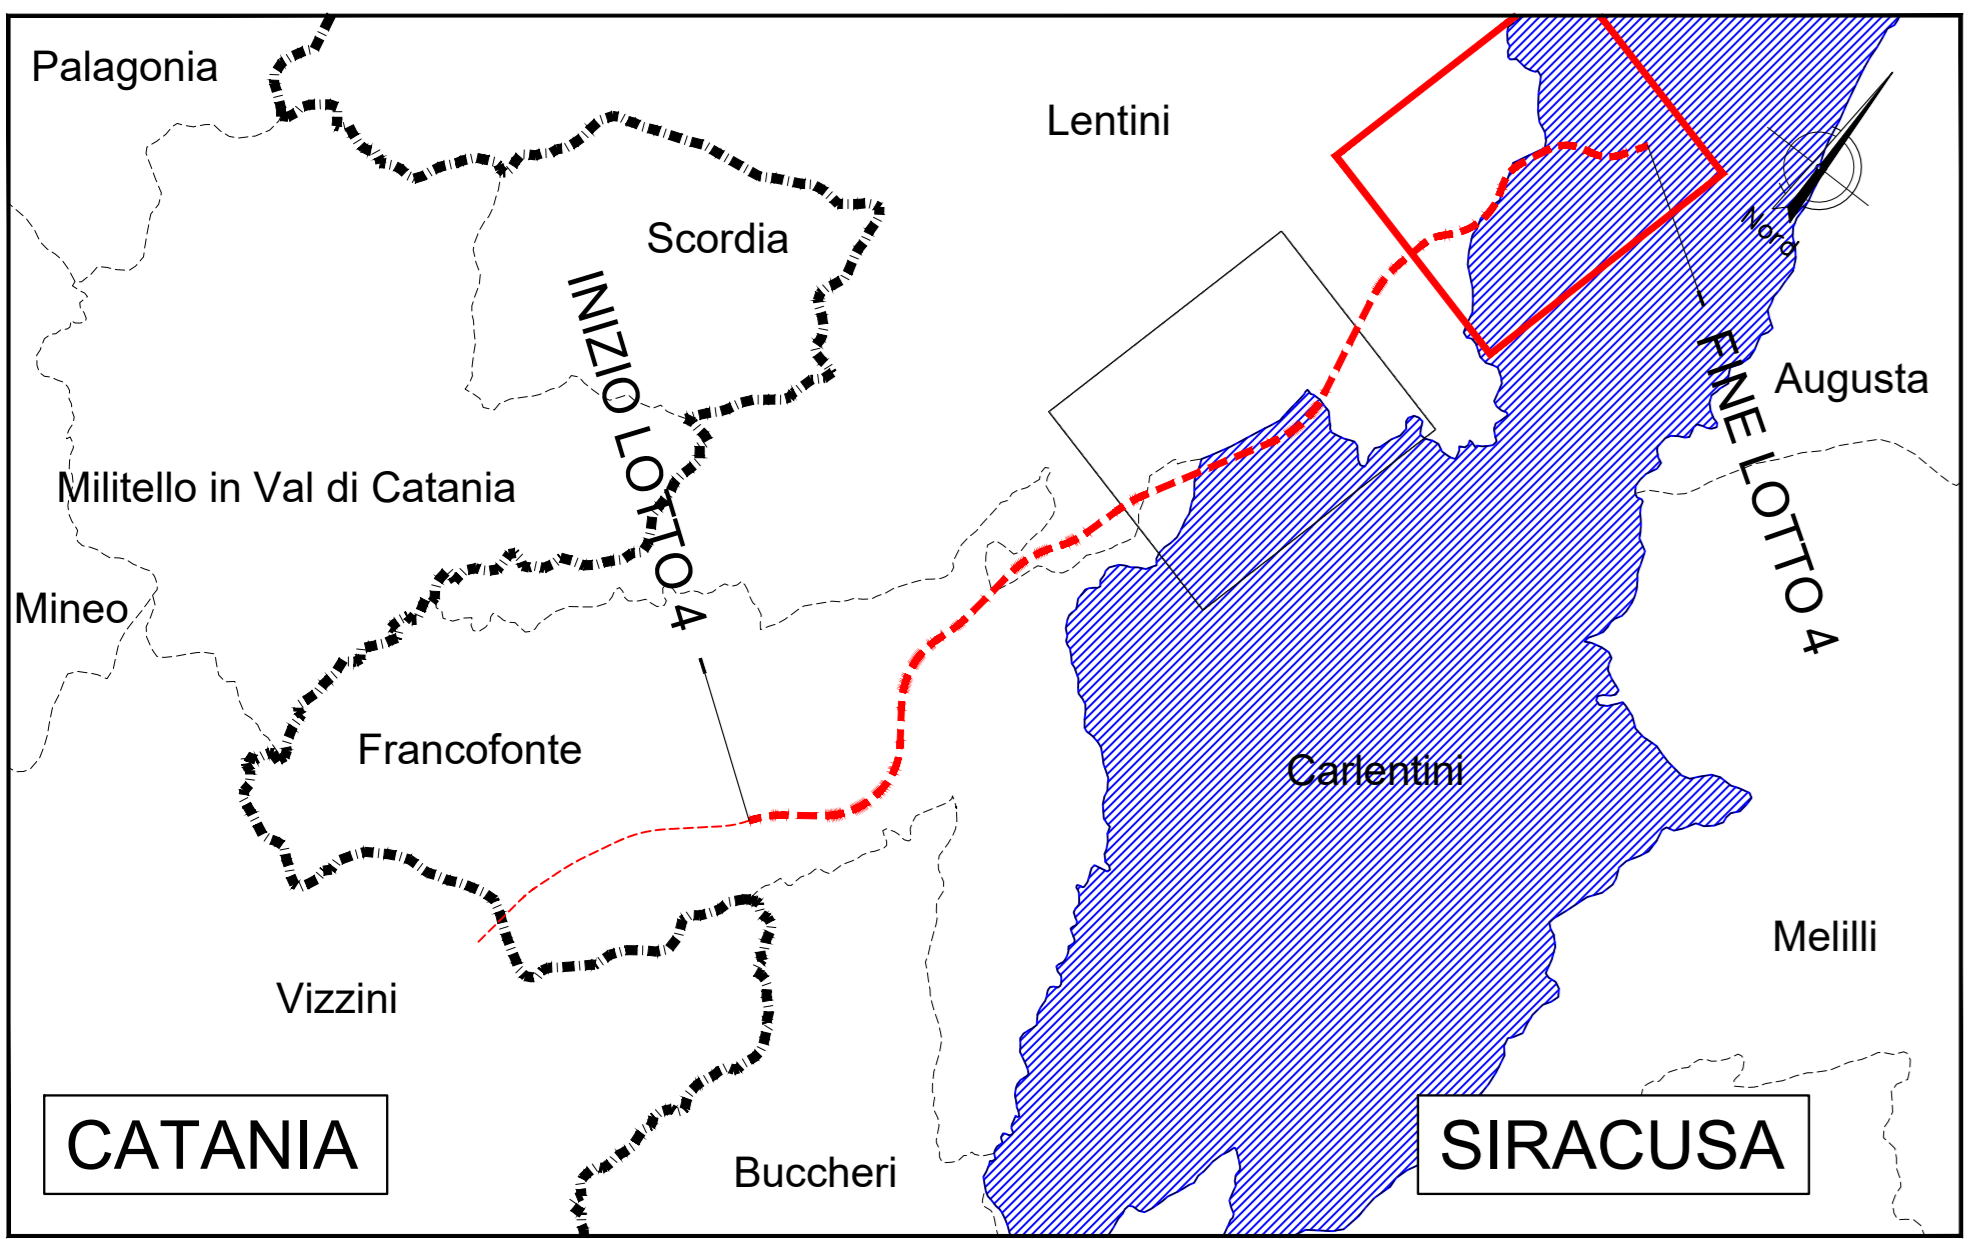 Palagonia
Lentini
Scordia
Nord
INIZIO LOTTO 4
FINE LOTTO 4
Augusta
Militello in Val di Catania
Mineo
Francofonte
Carlentini
Melilli
Vizzini
CATANIA
SIRACUSA
Buccheri